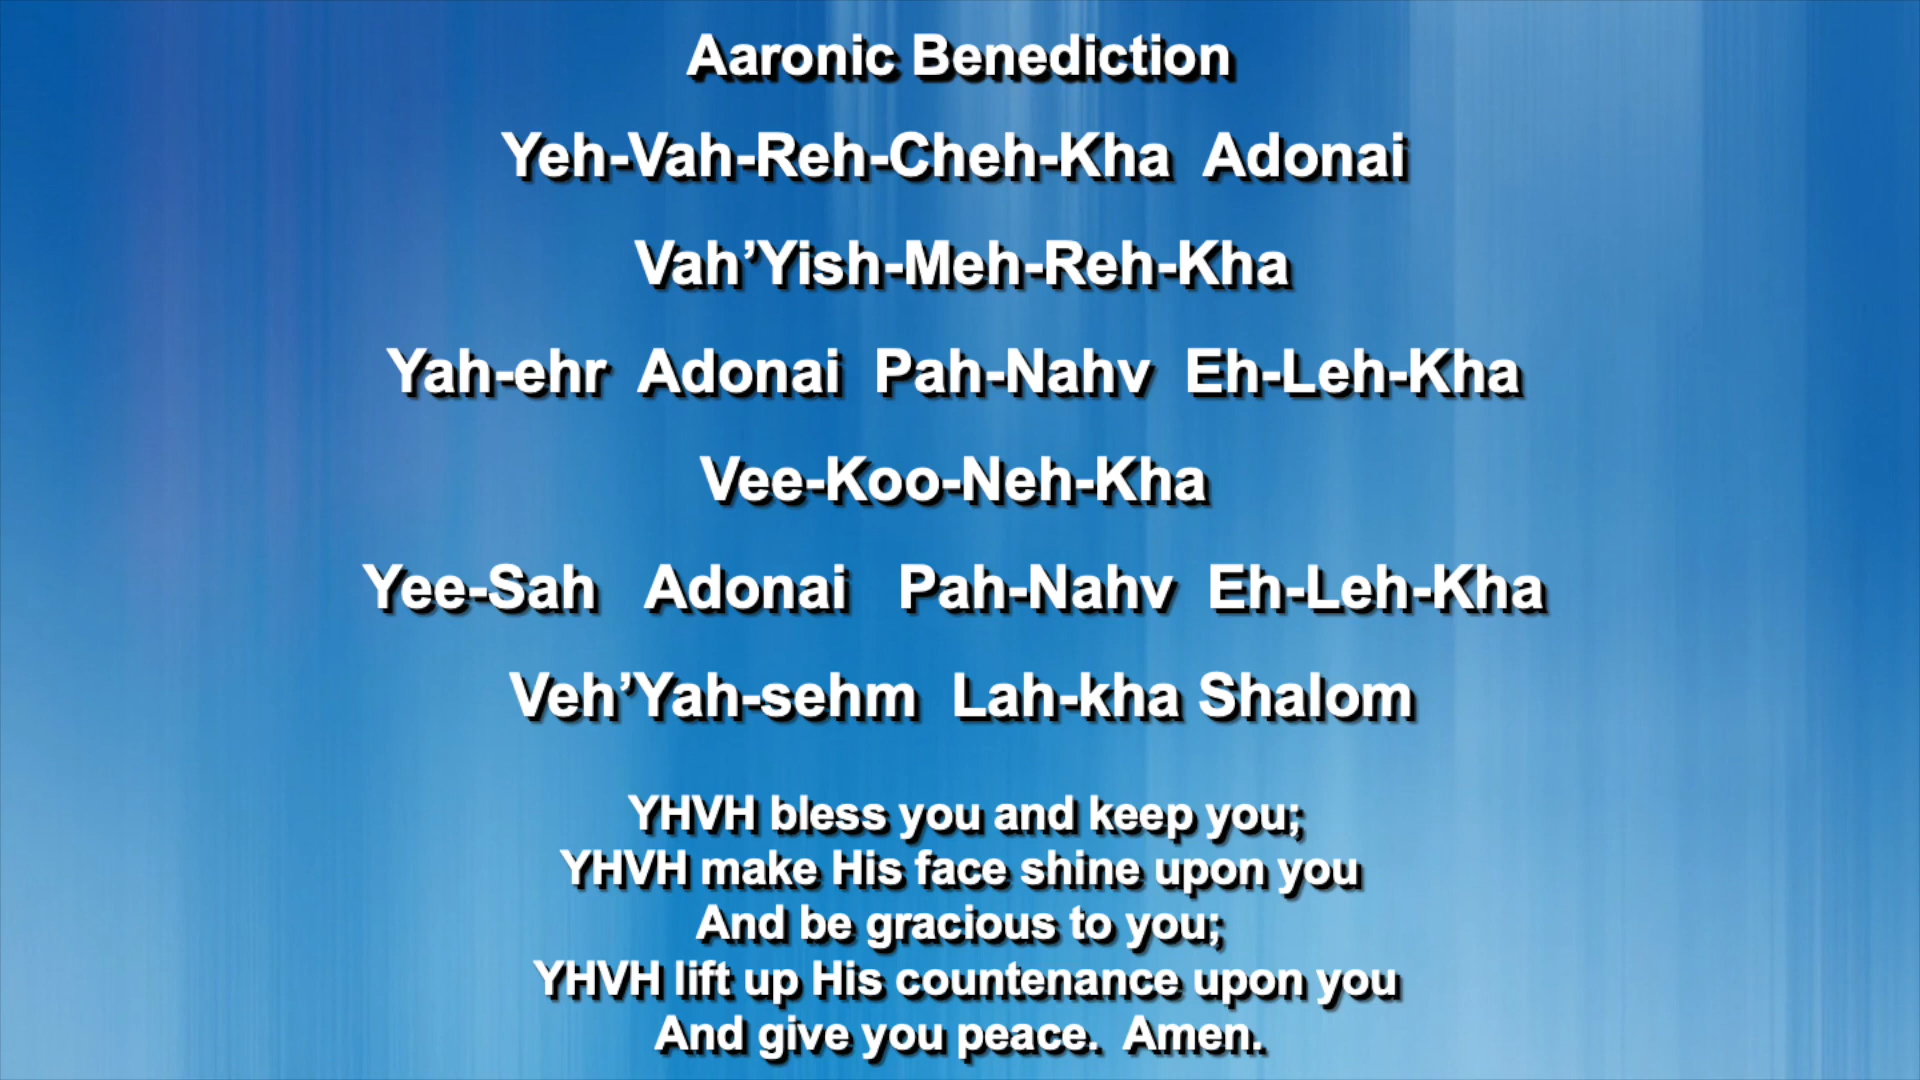 Aaronic Benediction
Yeh-Vah-Reh-Cheh-Kha Adonai
Vah’Yish-Meh-Reh-Kha
Yah-ehr Adonai Pah-Nahv Eh-Leh-Kha
Vee-Koo-Neh-Kha
Yee-Sah Adonai Pah-Nahv Eh-Leh-Kha
Veh’Yah-sehm Lah-kha Shalom
YHVH bless you and keep you;
YHVH make His face shine upon you
And be gracious to you;
YHVH lift up His countenance upon you
And give you peace. Amen.